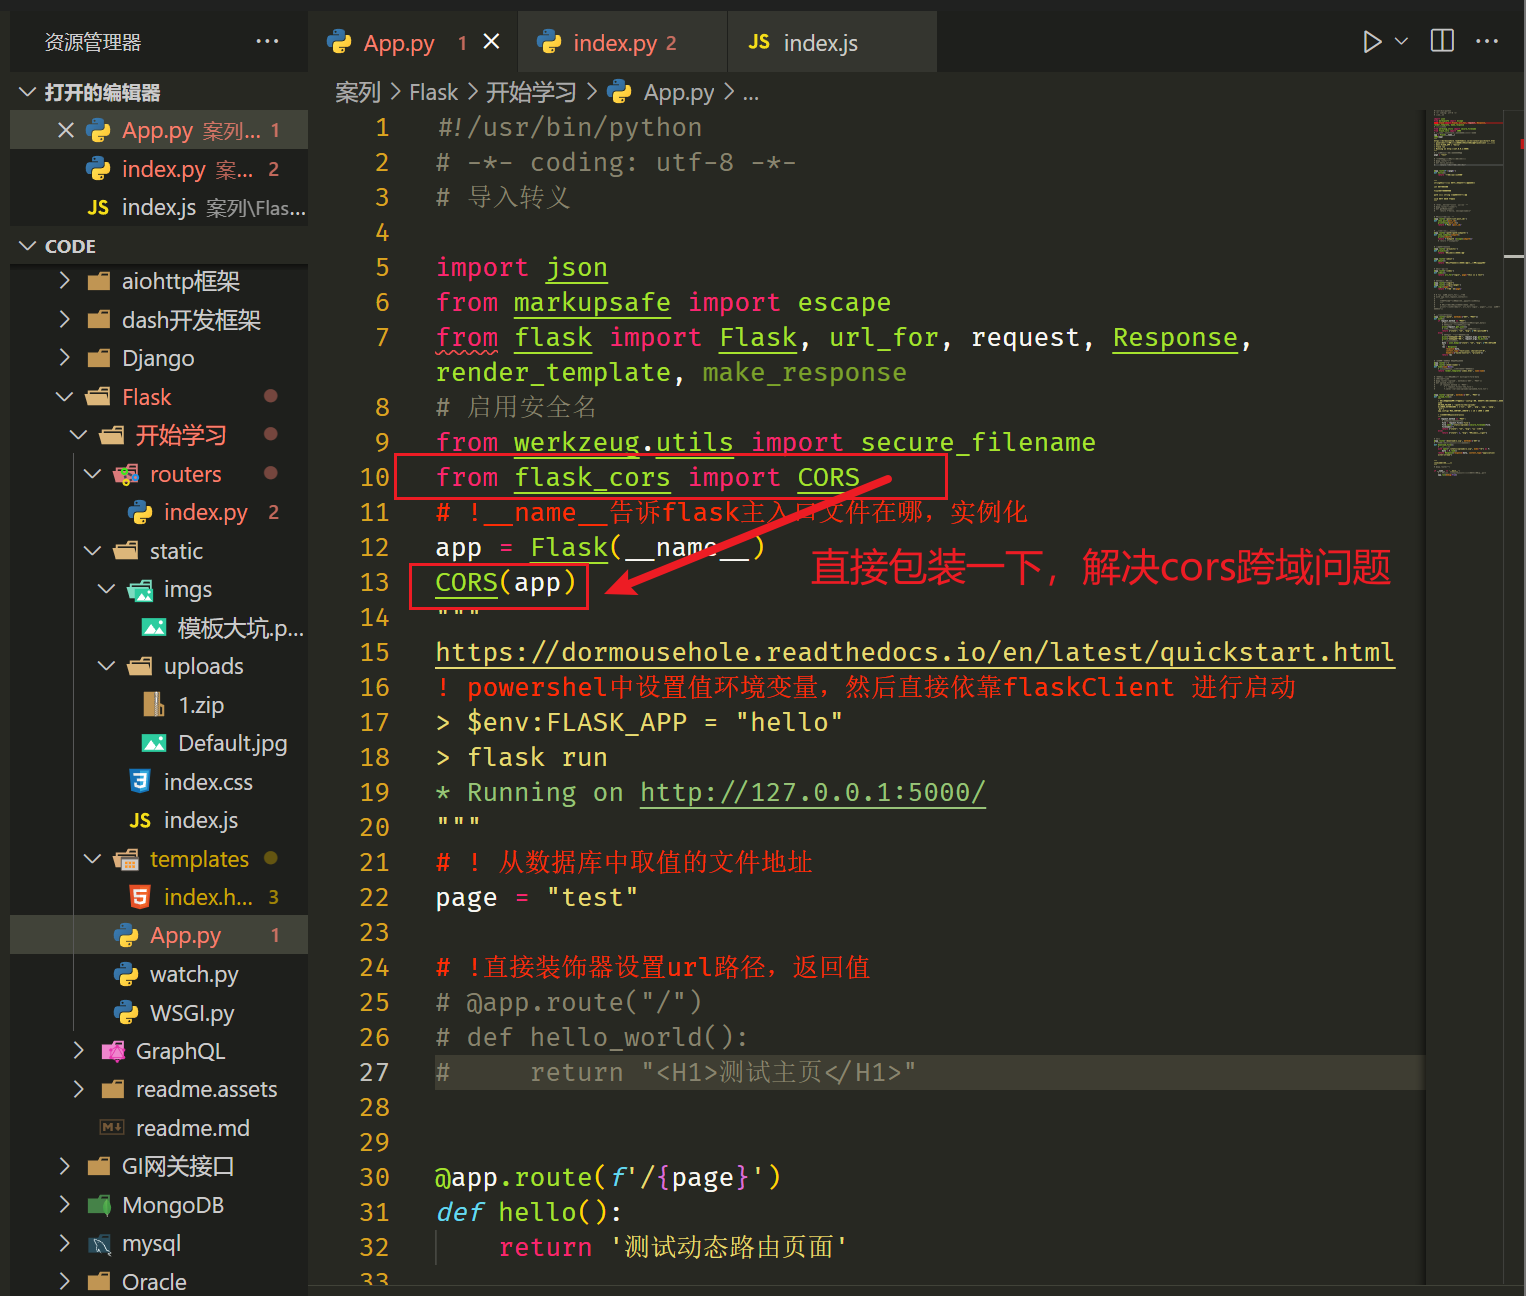 资源管理器 ···
打开的编辑器
App.py 案列... 1
index.py 案... 2
JS index.js 案列\Flas...
CODE
aiohttp框架
dash开发框架
Django
Flask
开始学习
routers
index.py 2
static
imgs
模板大坑.p...
uploads
1.zip
Default.jpg
index.css
JS index.js
templates
index.h... 3
App.py 1
watch.py
WSGI.py
GraphQL
readme.assets
readme.md
GI网关接口
MongoDB
mysql
Oracle
App.py 1
index.py 2
JS index.js
案列 > Flask > 开始学习 > App.py > ...
1 #!/usr/bin/python
2 # -*- coding: utf-8 -*-
3 # 导入转义
4
5 import json
6 from markupsafe import escape
7 from flask import Flask, url_for, request, Response,
render_template, make_response
8 # 启用安全名
9 from werkzeug.utils import secure_filename
10 from flask_cors import CORS
11 # !__name__告诉flask主入口文件在哪，实例化
12 app = Flask(__name__)
直接包装一下，解决cors跨域问题
13 CORS(app)
14 """
15 https://dormousehole.readthedocs.io/en/latest/quickstart.html
16 ! powershel中设置值环境变量，然后直接依靠flaskClient 进行启动
17 > $env:FLASK_APP = "hello"
18 > flask run
19 * Running on http://127.0.0.1:5000/
20 """
21 # ! 从数据库中取值的文件地址
22 page = "test"
23
24 # !直接装饰器设置url路径，返回值
25 # @app.route("/")
26 # def hello_world():
27 #     return "<H1>测试主页</H1>"
28
29
30 @app.route(f'/{page}')
31 def hello():
32     return '测试动态路由页面'
33